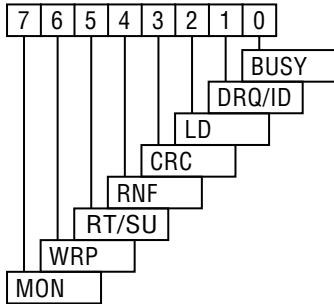 7 6 5 4 3 2 1 0
BUSY
DRQ/ID
LD
CRC
RNF
RT/SU
WRP
MON